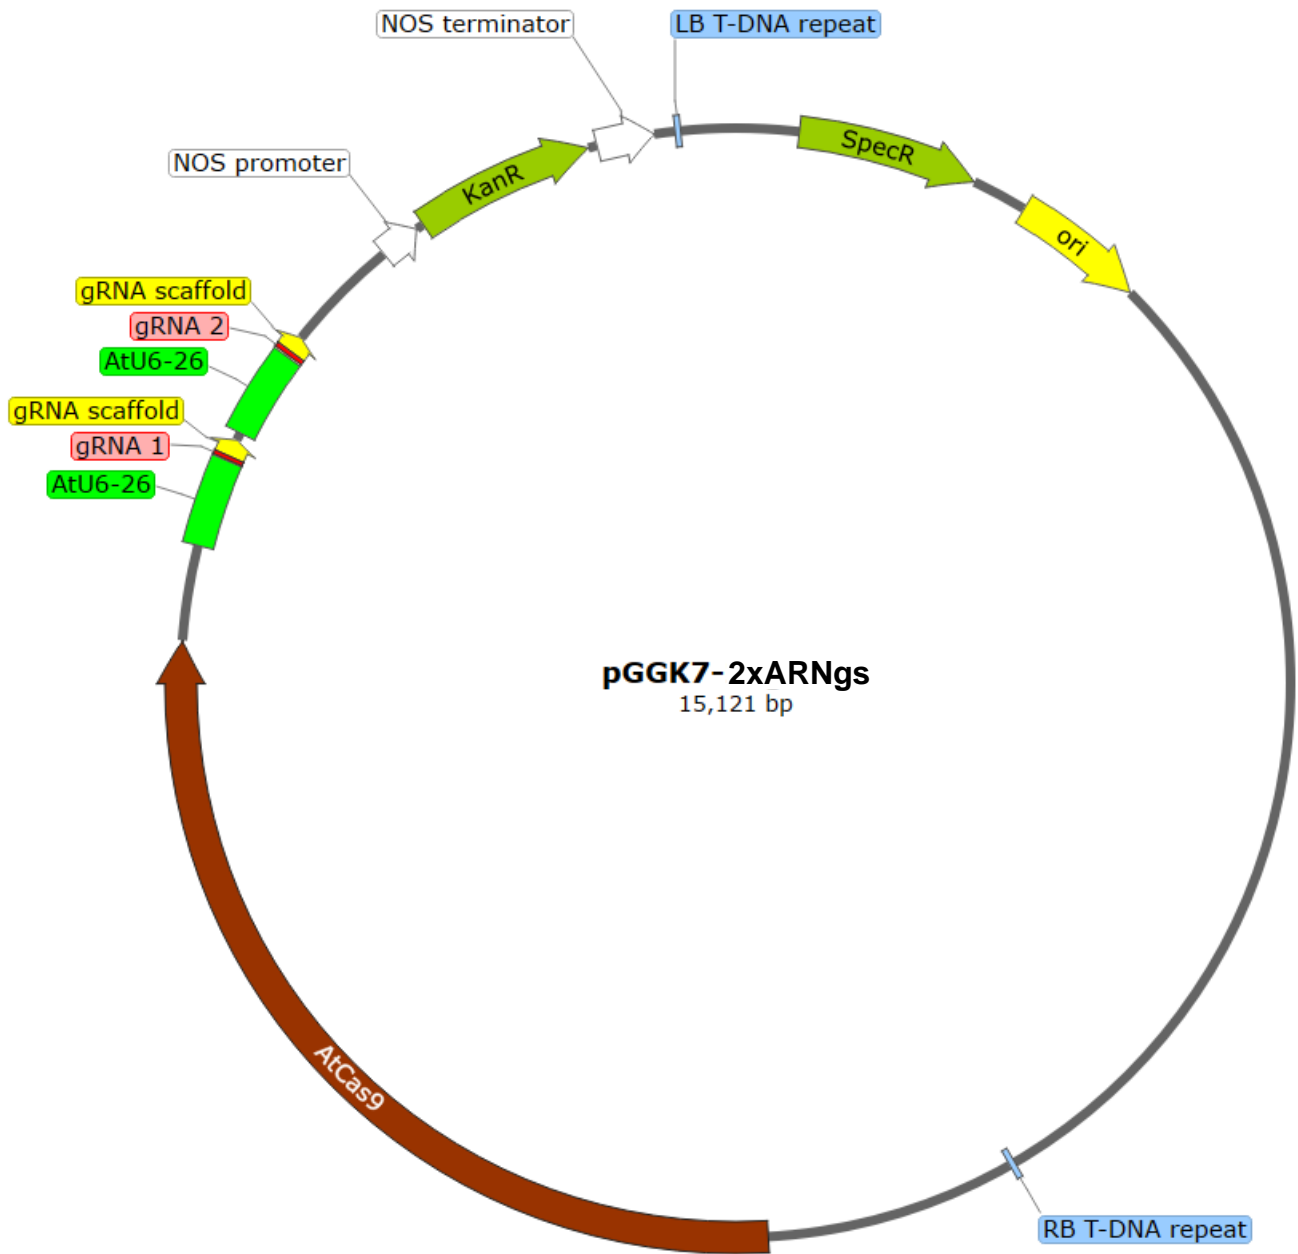 NOS terminator
LB T-DNA repeat
SpecR
KanR
NOS promoter
ori
gRNA scaffold
gRNA 2
AtU6-26
gRNA scaffold
gRNA 1
AtU6-26
pGGK7-2xARNgs
15,121 bp
AtCas9
RB T-DNA repeat